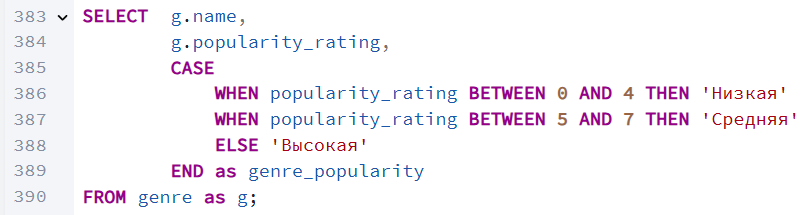 383 SELECT  g.name,
384         g.popularity_rating,
385         CASE
386             WHEN popularity_rating BETWEEN 0 AND 4 THEN 'Низкая'
387             WHEN popularity_rating BETWEEN 5 AND 7 THEN 'Средняя'
388             ELSE 'Высокая'
389         END as genre_popularity
390 FROM genre as g;